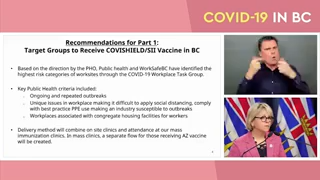 COVID-19 IN BC
Recommendations for Part 1:
Target Groups to Receive COVISHIELD/SII Vaccine in BC
• Based on the direction by the PHO, Public health and WorkSafeBC have identified the
highest risk categories of worksites through the COVID-19 Workplace Task Group.
• Key Public Health criteria included:
o Ongoing and repeated outbreaks
o Unique issues in workplace making it difficult to apply social distancing, comply
with best practice PPE use making an industry susceptible to outbreaks
o Workplaces associated with congregate housing facilities for workers
• Delivery method will combine on site clinics and attendance at our mass
immunization clinics. In mass clinics, a separate flow for those receiving AZ vaccine
will be created.